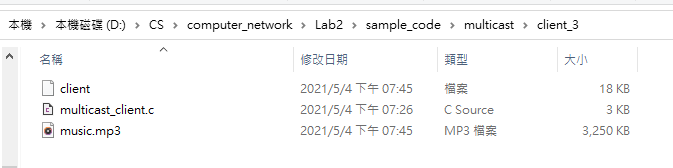 本機 > 本機磁碟 (D:) > CS > computer_network > Lab2 > sample_code > multicast > client_3
名稱 修改日期 類型 大小
client 2021/5/4 下午 07:45 檔案 18 KB
multicast_client.c 2021/5/4 下午 07:26 C Source 3 KB
music.mp3 2021/5/4 下午 07:45 MP3 檔案 3,250 KB